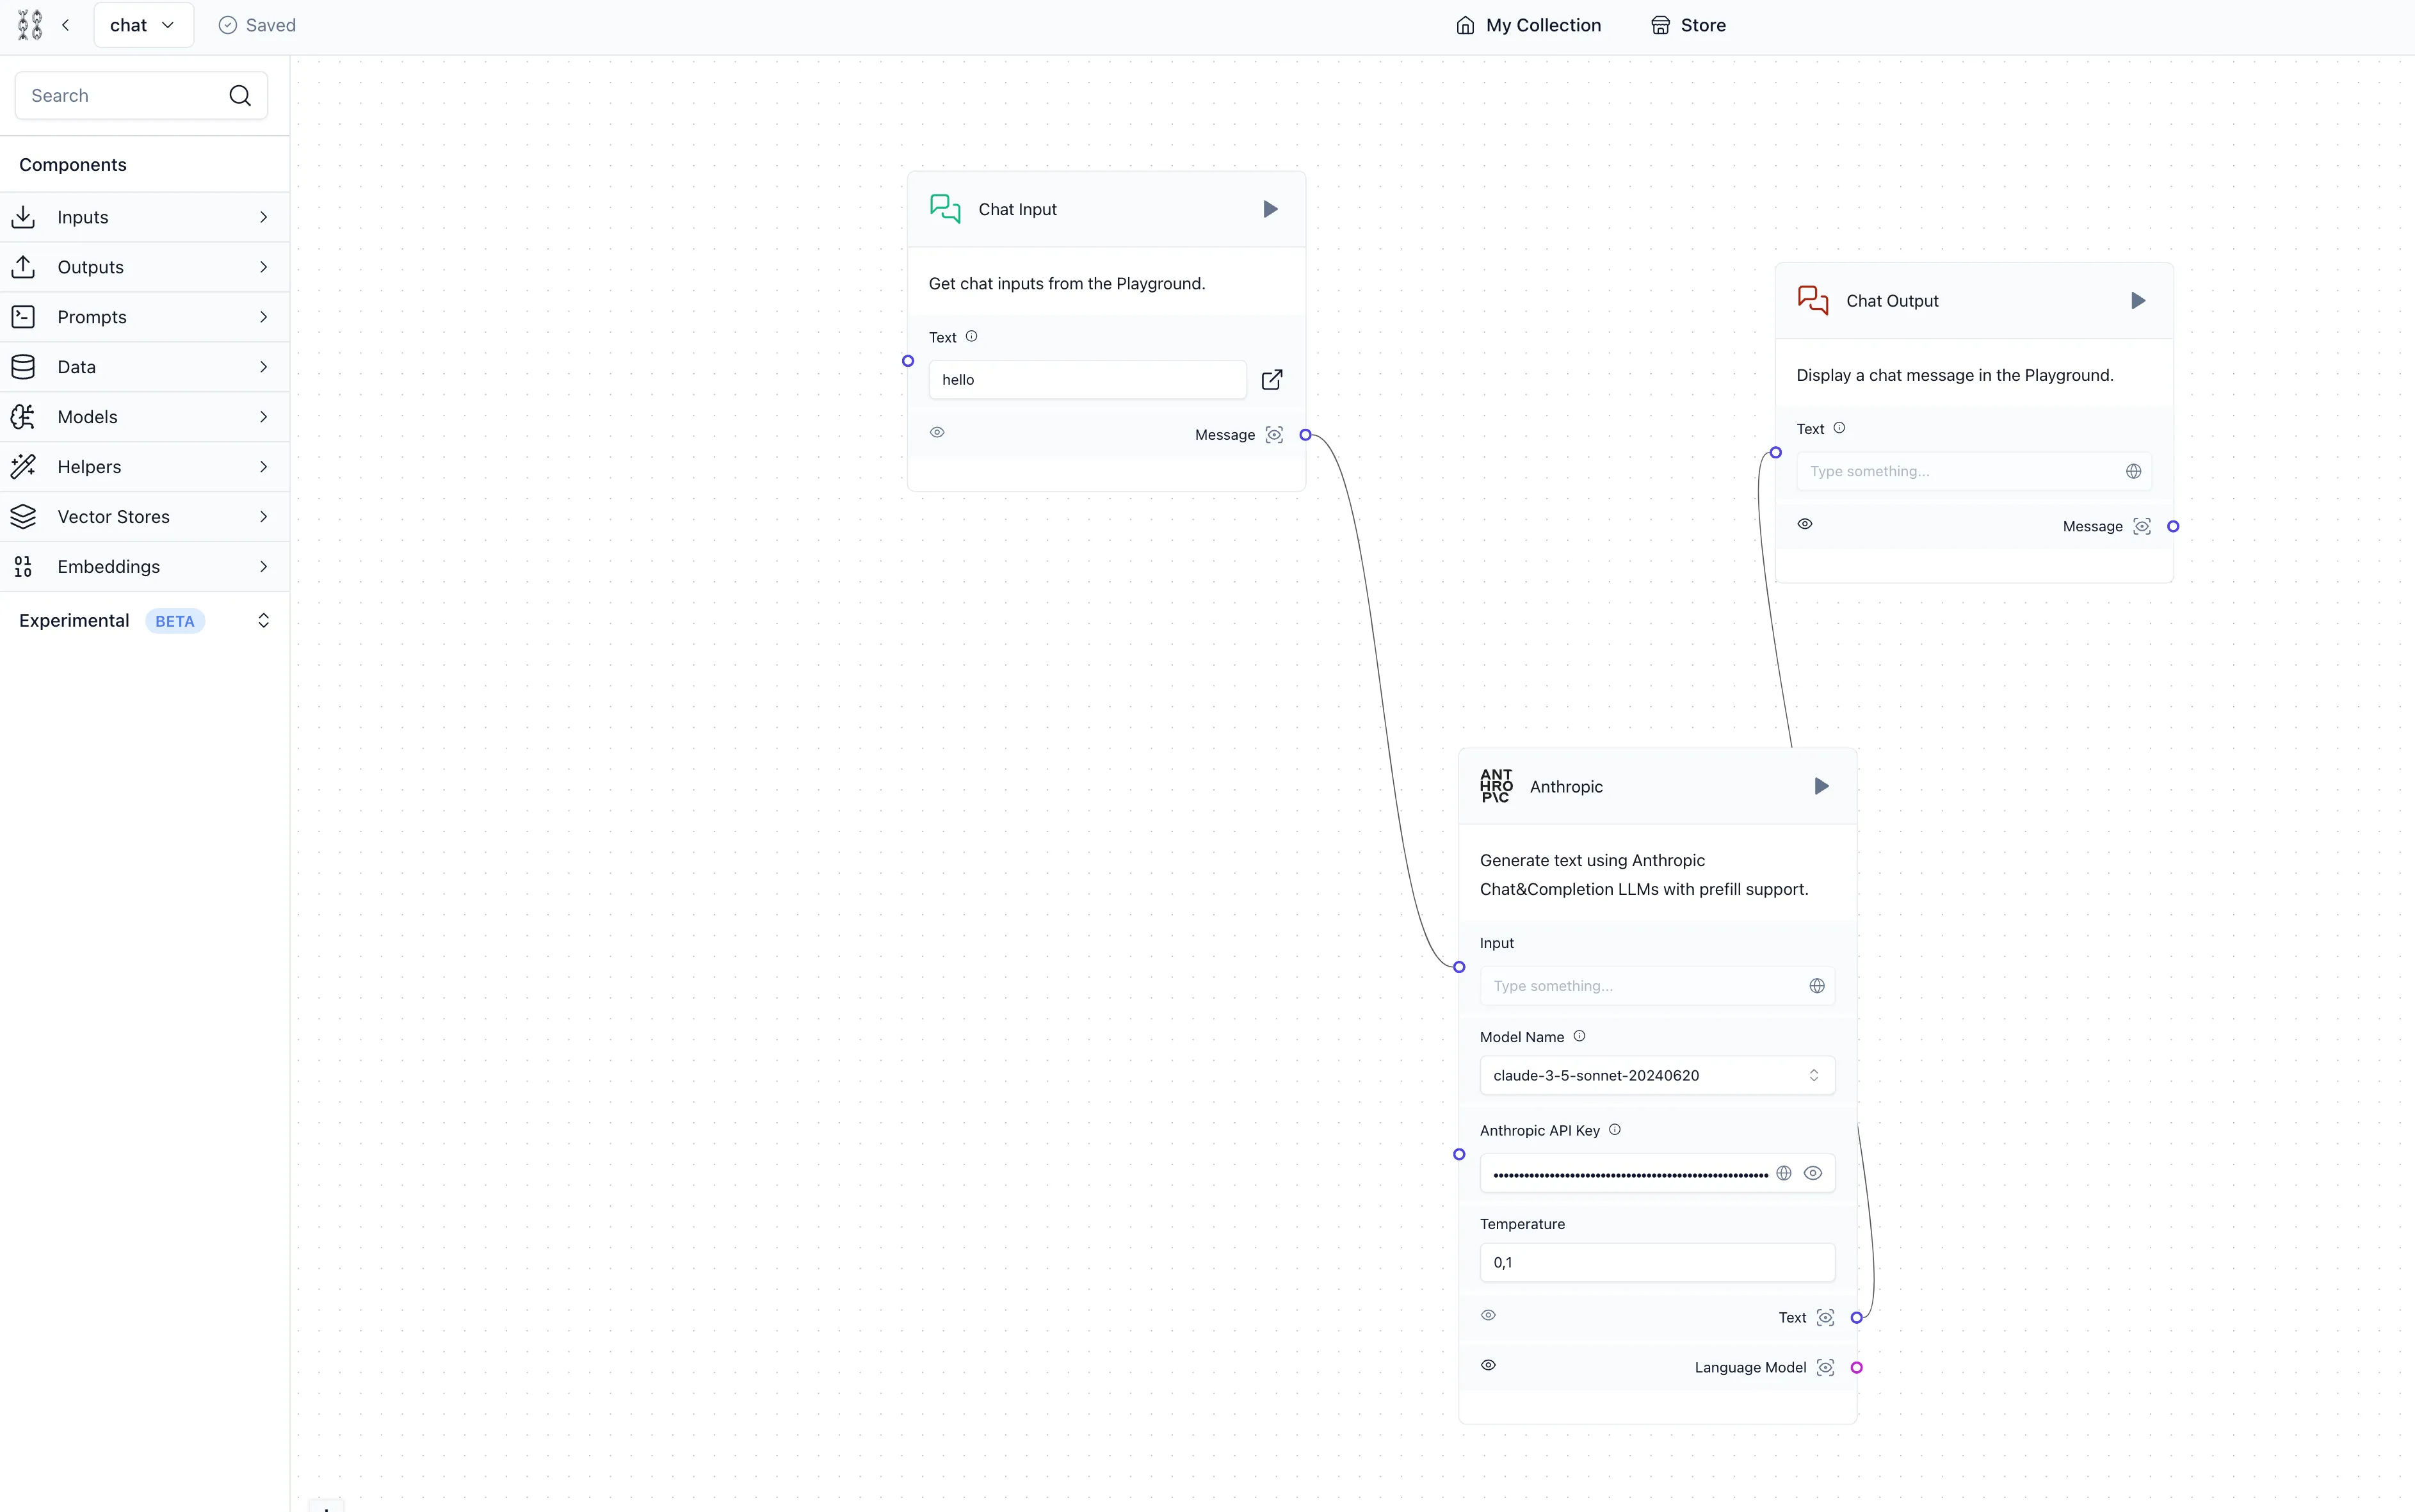 chat
Saved
My Collection
Store
Search
Components
Inputs
Outputs
Prompts
Data
Models
Helpers
Vector Stores
Embeddings
Experimental BETA
Chat Input
Get chat inputs from the Playground.
Text
hello
Message
Chat Output
Display a chat message in the Playground.
Text
Type something...
Message
ANT
HRO
P\C
Anthropic
Generate text using Anthropic
Chat&Completion LLMs with prefill support.
Input
Type something...
Model Name
claude-3-5-sonnet-20240620
Anthropic API Key
Temperature
0,1
Text
Language Model